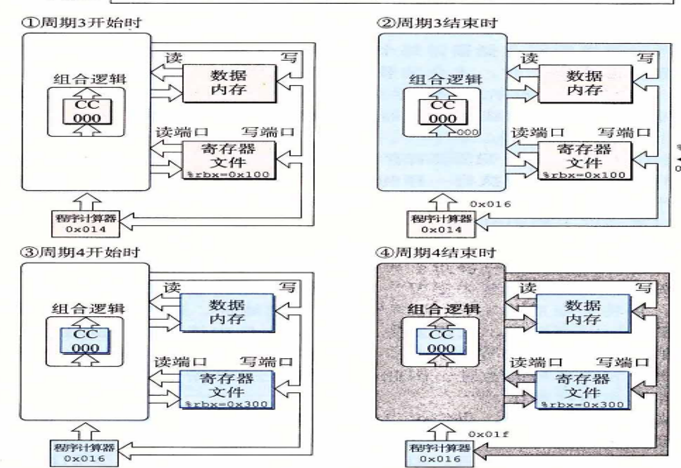 ①周期3开始时
读
写
组合逻辑
数据
内存
CC
000
读端口 写端口
寄存器
文件
%rbx=0x100
程序计算器
0x014
②周期3结束时
读
写
组合逻辑
数据
内存
CC
000
000
读端口 写端口
寄存器
文件
%rbx=0x100
0x016
程序计算器
0x014
③周期4开始时
读
写
组合逻辑
数据
内存
CC
000
读端口 写端口
寄存器
文件
%rbx=0x300
程序计算器
0x016
④周期4结束时
读
写
组合逻辑
数据
内存
CC
000
读端口 写端口
寄存器
文件
%rbx=0x300
0x01f
程序计算器
0x016